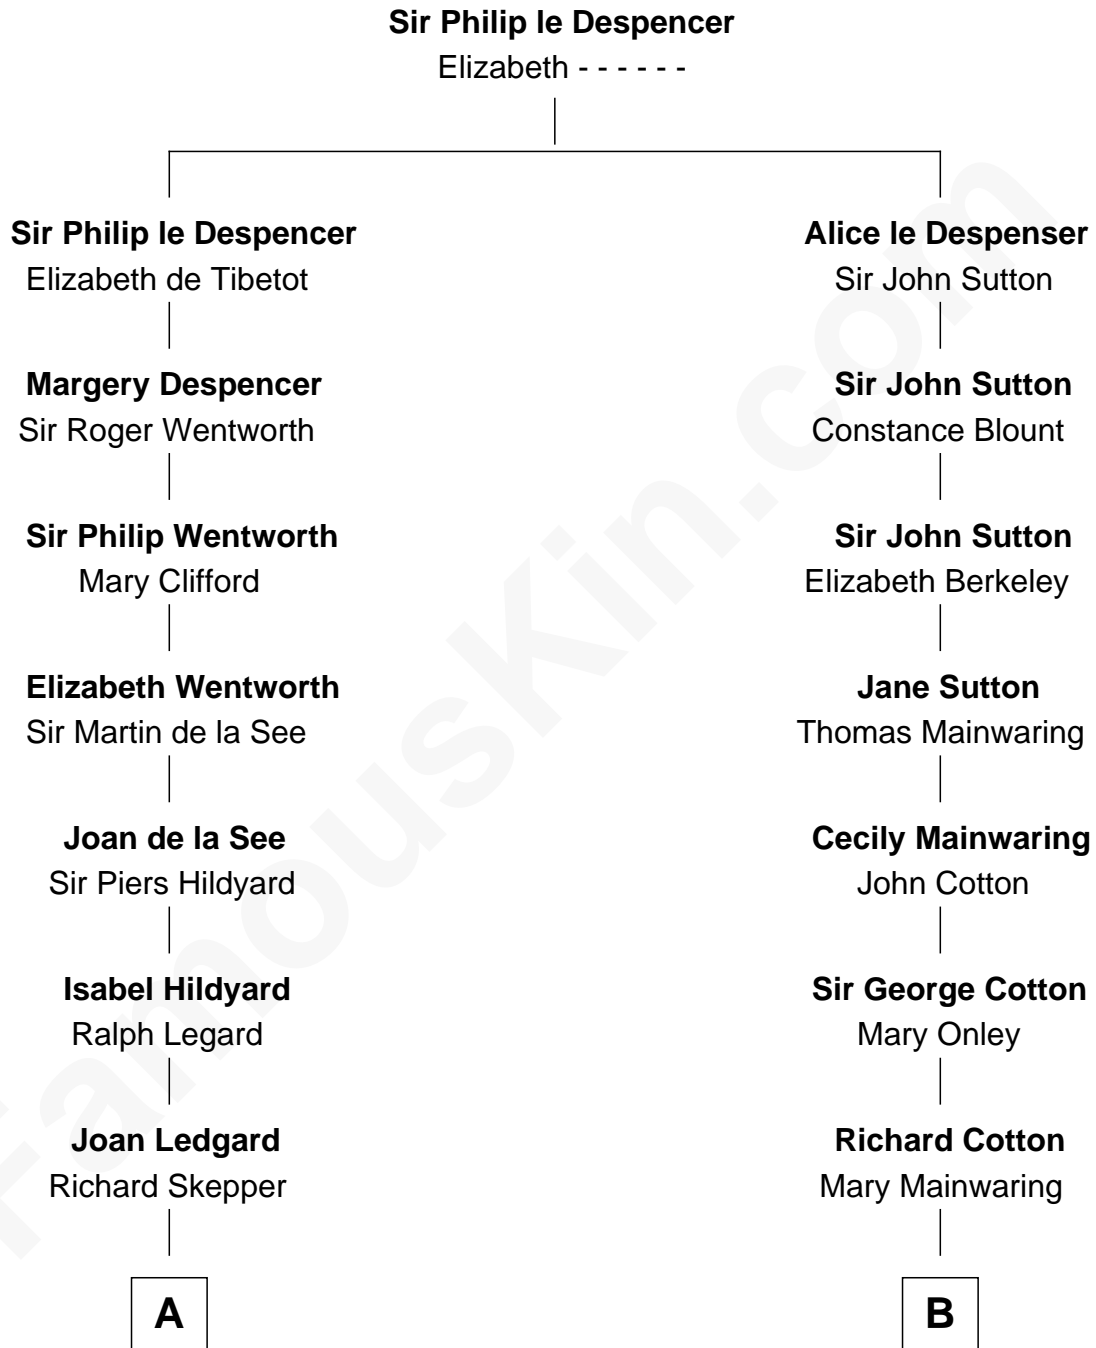 Sir Philip le Despencer
Elizabeth - - - - - -
Sir Philip le Despencer
Elizabeth de Tibetot
Alice le Despenser
Sir John Sutton
Margery Despencer
Sir Roger Wentworth
Sir John Sutton
Constance Blount
Sir Philip Wentworth
Mary Clifford
Sir John Sutton
Elizabeth Berkeley
Elizabeth Wentworth
Sir Martin de la See
Jane Sutton
Thomas Mainwaring
Joan de la See
Sir Piers Hildyard
Cecily Mainwaring
John Cotton
Isabel Hildyard
Ralph Legard
Sir George Cotton
Mary Onley
Joan Ledgard
Richard Skepper
Richard Cotton
Mary Mainwaring
A
B
FamousKin.com